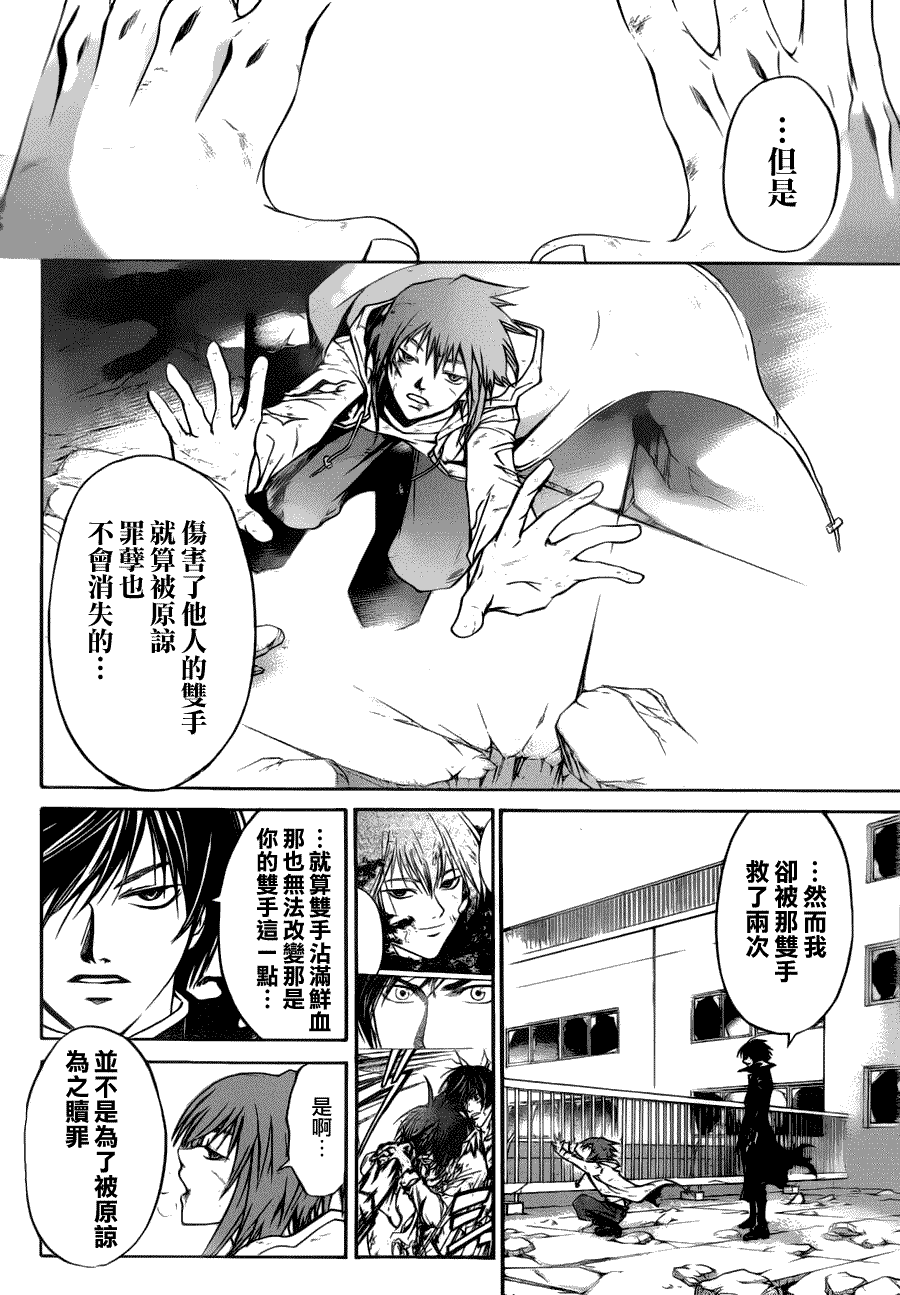 …但是
傷害了他人的雙手
就算被原諒
罪孽也
不會消失的…
…然而我
卻被那雙手
救了兩次
…就算雙手沾滿鮮血
那也無法改變那是
你的雙手這一點…
是啊…
並不是為了被原諒
為之贖罪